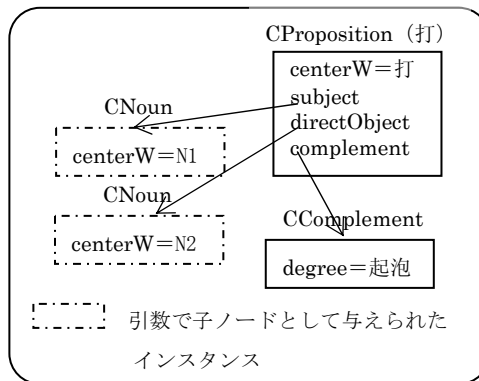 CProposition（打）
centerW＝打
subject
directObject
complement
CNoun
centerW＝N1
CNoun
centerW＝N2
CComplement
degree＝起泡
引数で子ノードとして与えられた
インスタンス